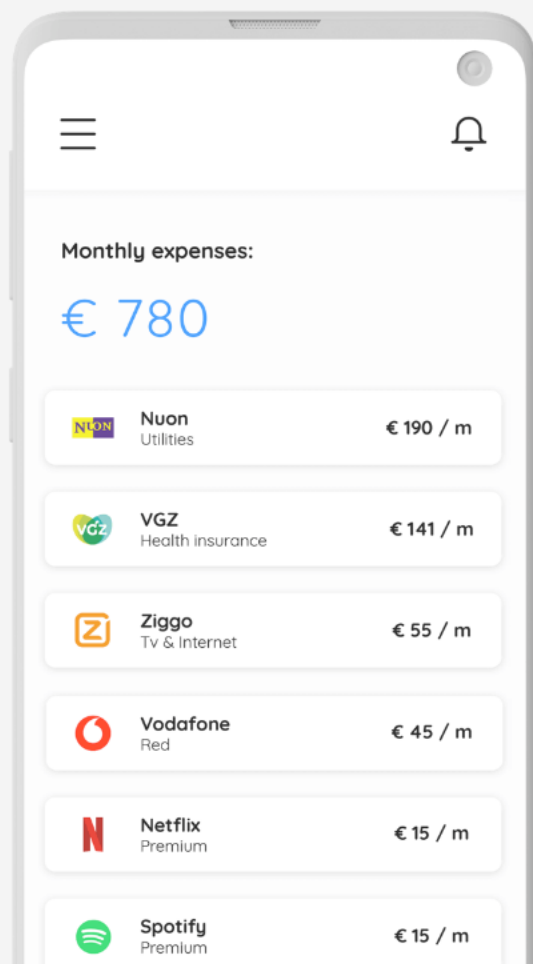 Monthly expenses:
€ 780
NUON
Nuon
Utilities
€ 190 / m
VGZ
VGZ
Health insurance
€ 141 / m
Z
Ziggo
Tv & Internet
€ 55 / m
Vodafone
Red
€ 45 / m
N
Netflix
Premium
€ 15 / m
Spotify
Premium
€ 15 / m